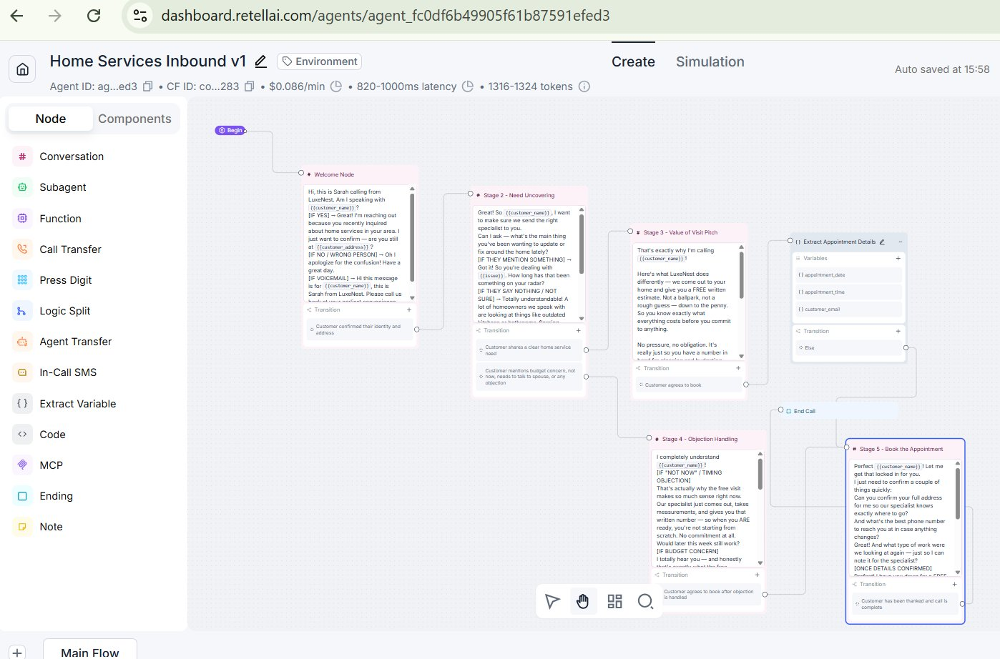 dashboard.retellai.com/agents/agent_fc0df6b49905f61b87591efed3
Home Services Inbound v1
Environment
Create
Simulation
Auto saved at 15:58
Agent ID: ag...ed3 • CF ID: co...283 • $0.086/min • 820-1000ms latency • 1316-1324 tokens
Node
Components
Conversation
Subagent
Function
Call Transfer
Press Digit
Logic Split
Agent Transfer
In-Call SMS
Extract Variable
Code
MCP
Ending
Note
Begin
Welcome Node
Hi, this is Sarah calling from
LuxeNest. Am I speaking with
{{customer_name}} ?
[IF YES] → Great! I'm reaching out
because you recently inquired
about home services in your area. I
just want to confirm — are you still
at {{customer_address}} ?
[IF NO / WRONG PERSON] → Oh I
apologize for the confusion! Have a
great day.
[IF VOICEMAIL] → Hi this message
is for {{customer_name}} , this is
Sarah from LuxeNest. Please call us
Transition
Customer confirmed their identity and
address
Stage 2 - Need Uncovering
Great! So {{customer_name}} , I want
to make sure we send the right
specialist to you.
Can I ask — what's the main thing
you've been wanting to update or
fix around the home lately?
[IF THEY MENTION SOMETHING] →
Got it! So you're dealing with
{{issue}} . How long has that been
something on your radar?
[IF THEY SAY NOTHING / NOT
SURE] → Totally understandable! A
lot of homeowners we speak with
are looking at things like outdated
Transition
Customer shares a clear home service
need
Customer mentions budget concern, not
now, needs to talk to spouse, or any
objection
Stage 3 - Value of Visit Pitch
That's exactly why I'm calling
{{customer_name}} !
Here's what LuxeNest does
differently — we come out to your
home and give you a FREE written
estimate. Not a ballpark, not a
rough guess — down to the penny.
So you know exactly what
everything costs before you commit
to anything.
No pressure, no obligation. It's
really just so you have a number in
Transition
Customer agrees to book
Extract Appointment Details
Variables
appointment_date
appointment_time
customer_email
Transition
Else
End Call
Stage 4 - Objection Handling
I completely understand
{{customer_name}} !
[IF "NOT NOW" / TIMING
OBJECTION]
That's actually why the free visit
makes so much sense right now.
Our specialist just comes out, takes
measurements, and gives you that
written number — so when you ARE
ready, you're not starting from
scratch. No commitment at all.
Would later this week still work?
[IF BUDGET CONCERN]
I totally hear you — and honestly
Transition
Customer agrees to book after objection
is handled
Stage 5 - Book the Appointment
Perfect {{customer_name}} ! Let me
get that locked in for you.
I just need to confirm a couple of
things quickly:
Can you confirm your full address
for me so our specialist knows
exactly where to go?
And what's the best phone number
to reach you at in case anything
changes?
Great! And what type of work were
we looking at again — just so I can
note it for the specialist?
[ONCE DETAILS CONFIRMED]
Transition
Customer has been thanked and call is
complete
Main Flow